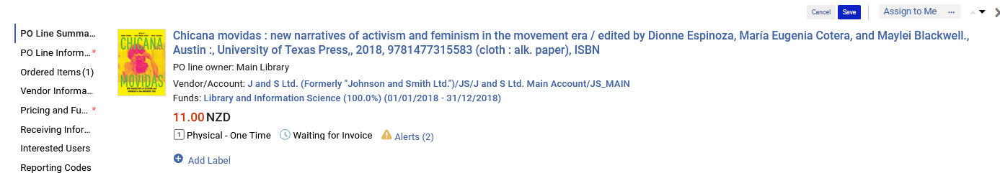 Cancel Save Assign to Me ...
PO Line Summa...
PO Line Inform... *
Ordered Items (1)
Vendor Informa...
Pricing and Fu... *
Receiving Infor...
Interested Users
Reporting Codes
CHICANA
MOVIDAS
Chicana movidas : new narratives of activism and feminism in the movement era / edited by Dionne Espinoza, María Eugenia Cotera, and Maylei Blackwell.,
Austin :, University of Texas Press,, 2018, 9781477315583 (cloth : alk. paper), ISBN
PO line owner: Main Library
Vendor/Account: J and S Ltd. (Formerly "Johnson and Smith Ltd.")/JS/J and S Ltd. Main Account/JS_MAIN
Funds: Library and Information Science (100.0%) (01/01/2018 - 31/12/2018)
11.00 NZD
1 Physical - One Time Waiting for Invoice Alerts (2)
Add Label